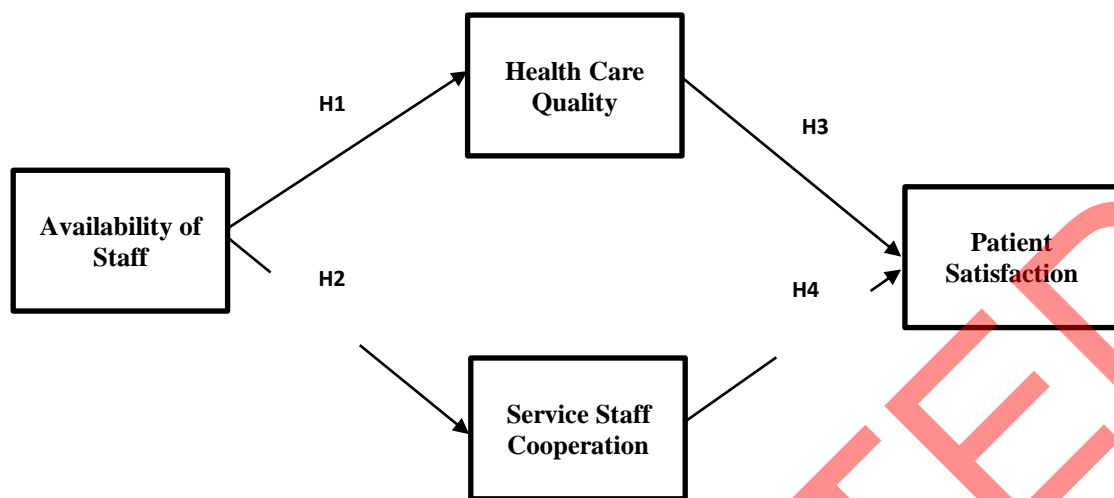 Health Care
Quality
H1
H3
Availability of
Staff
Patient
Satisfaction
H2
H4
Service Staff
Cooperation